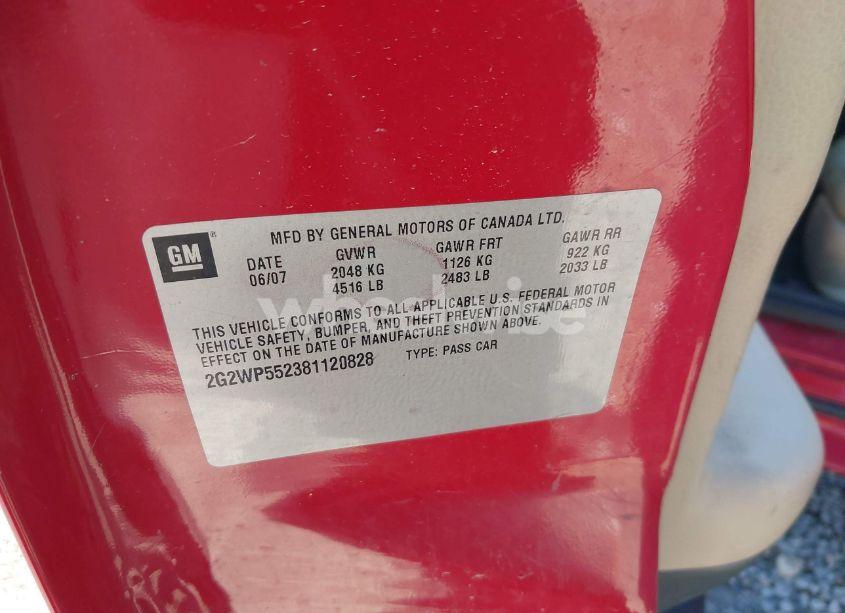 GM ®
MFD BY GENERAL MOTORS OF CANADA LTD.
DATE GVWR GAWR FRT GAWR RR
06/07 2048 KG 1126 KG 922 KG
4516 LB 2483 LB 2033 LB
THIS VEHICLE CONFORMS TO ALL APPLICABLE U.S. FEDERAL MOTOR
VEHICLE SAFETY, BUMPER, AND THEFT PREVENTION STANDARDS IN
EFFECT ON THE DATE OF MANUFACTURE SHOWN ABOVE.
2G2WP552381120828 TYPE: PASS CAR